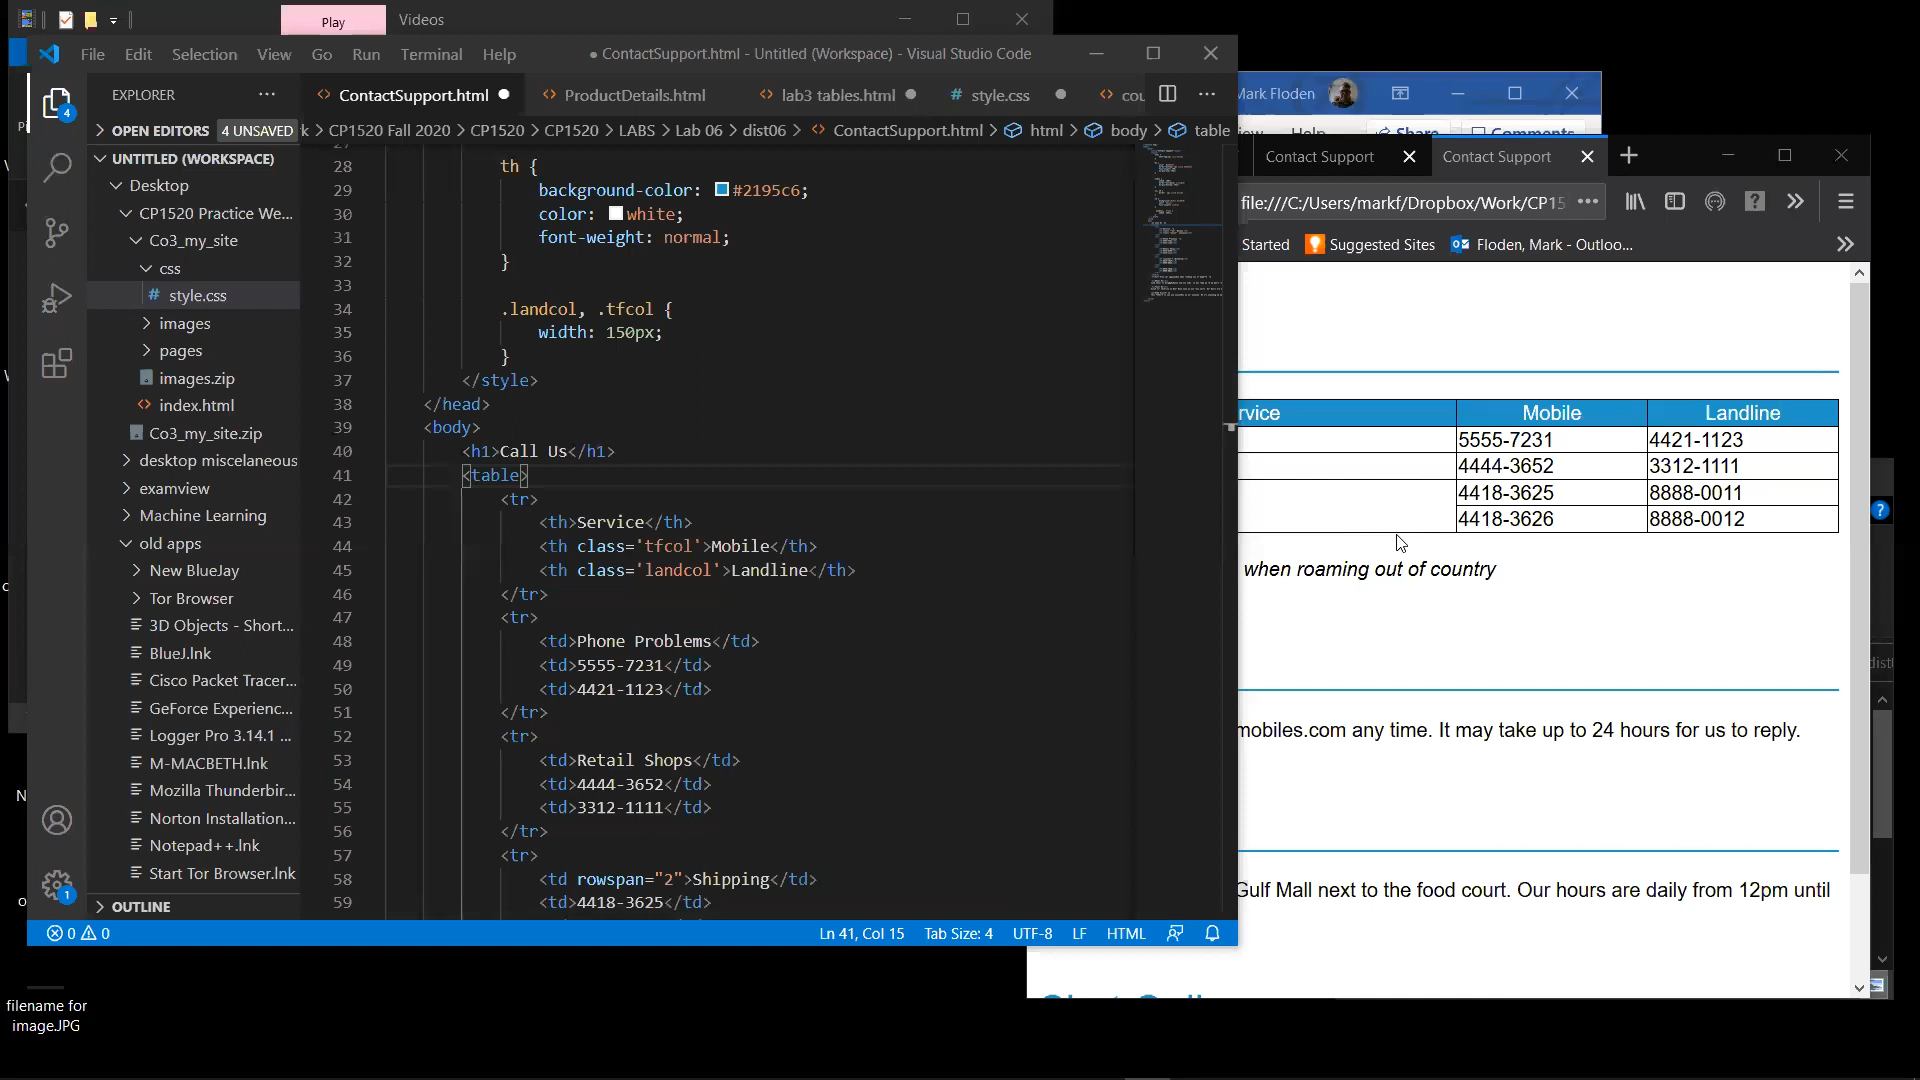 Play
Videos
File Edit Selection View Go Run Terminal Help
● ContactSupport.html - Untitled (Workspace) - Visual Studio Code
EXPLORER
ContactSupport.html
ProductDetails.html
lab3 tables.html
style.css
OPEN EDITORS 4 UNSAVED
CP1520 Fall 2020 > CP1520 > CP1520 > LABS > Lab 06 > dist06 > ContactSupport.html > html > body > table
UNTITLED (WORKSPACE)
Desktop
CP1520 Practice We...
Co3_my_site
css
style.css
images
pages
images.zip
index.html
Co3_my_site.zip
desktop miscelaneous
examview
Machine Learning
old apps
New BlueJay
Tor Browser
3D Objects - Short...
BlueJ.lnk
Cisco Packet Tracer...
GeForce Experienc...
Logger Pro 3.14.1 ...
M-MACBETH.lnk
Mozilla Thunderbir...
Norton Installation...
Notepad++.lnk
Start Tor Browser.lnk
OUTLINE
4
1
28 th {
29 background-color: #2195c6;
30 color: white;
31 font-weight: normal;
32 }
33
34 .landcol, .tfcol {
35 width: 150px;
36 }
37 </style>
38 </head>
39 <body>
40 <h1>Call Us</h1>
41 <table>
42 <tr>
43 <th>Service</th>
44 <th class='tfcol'>Mobile</th>
45 <th class='landcol'>Landline</th>
46 </tr>
47 <tr>
48 <td>Phone Problems</td>
49 <td>5555-7231</td>
50 <td>4421-1123</td>
51 </tr>
52 <tr>
53 <td>Retail Shops</td>
54 <td>4444-3652</td>
55 <td>3312-1111</td>
56 </tr>
57 <tr>
58 <td rowspan="2">Shipping</td>
59 <td>4418-3625</td>
0 0
Ln 41, Col 15 Tab Size: 4 UTF-8 LF HTML
Mark Floden
Help Share Comments
Contact Support
Contact Support
file:///C:/Users/markf/Dropbox/Work/CP15
Started Suggested Sites Floden, Mark - Outloo...
rvice Mobile Landline
5555-7231 4421-1123
4444-3652 3312-1111
4418-3625 8888-0011
4418-3626 8888-0012
when roaming out of country
mobiles.com any time. It may take up to 24 hours for us to reply.
Gulf Mall next to the food court. Our hours are daily from 12pm until
filename for
image.JPG